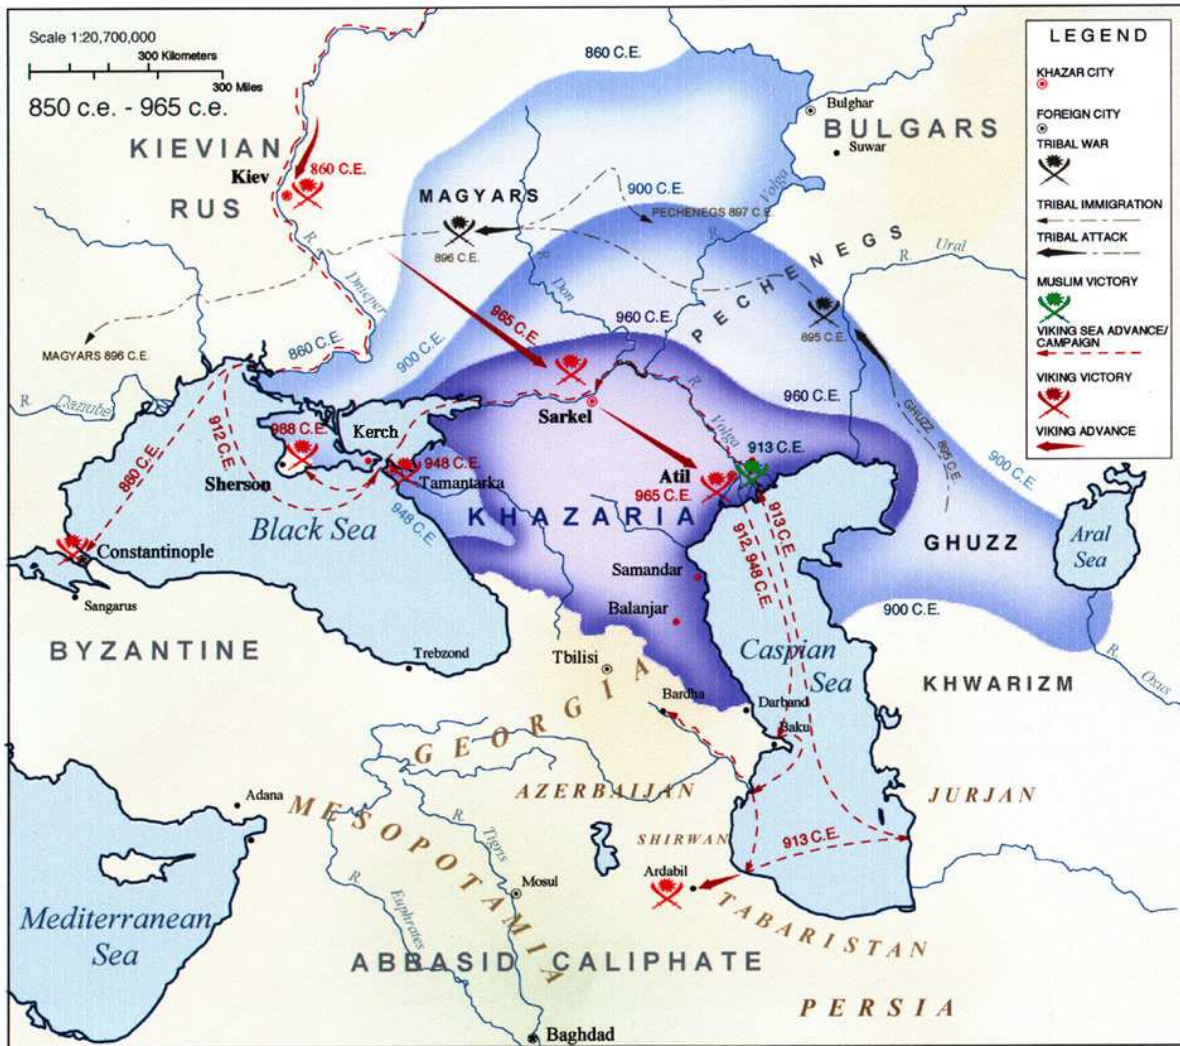 Scale 1:20,700,000
300 Kilometers
300 Miles
850 c.e. - 965 c.e.
KIEVIAN
RUS
Kiev
860 C.E.
860 C.E.
BULGARS
Bulghar
Suwar
R. Volga
MAGYARS
896 C.E.
900 C.E.
PECHENEGS 897 C.E.
PECHENEGS
R. Ural
895 C.E.
R. Dnieper
R. Don
965 C.E.
960 C.E.
MAGYARS 896 C.E.
860 C.E.
900 C.E.
R. Danube
960 C.E.
GHUZZ 895 C.E.
900 C.E.
Sarkel
R. Volga
860 C.E.
912 C.E.
988 C.E.
Kerch
Sherson
948 C.E.
Tamantarka
948 C.E.
Black Sea
Atil
965 C.E.
913 C.E.
KHAZARIA
912, 948 C.E.
913 C.E.
GHUZZ
Aral
Sea
900 C.E.
Constantinople
Sangarus
BYZANTINE
Trebzond
Samandar
Balanjar
Caspian
Sea
KHWARIZM
R. Oxus
Tbilisi
GEORGIA
Bardha
Darband
Baku
AZERBAIJAN
JURJAN
SHIRWAN
913 C.E.
Ardabil
TABARISTAN
Adana
MESOPOTAMIA
R. Tigris
Mosul
R. Euphrates
Mediterranean
Sea
ABBASID CALIPHATE
PERSIA
Baghdad
LEGEND
KHAZAR CITY
FOREIGN CITY
TRIBAL WAR
TRIBAL IMMIGRATION
TRIBAL ATTACK
MUSLIM VICTORY
VIKING SEA ADVANCE/
CAMPAIGN
VIKING VICTORY
VIKING ADVANCE